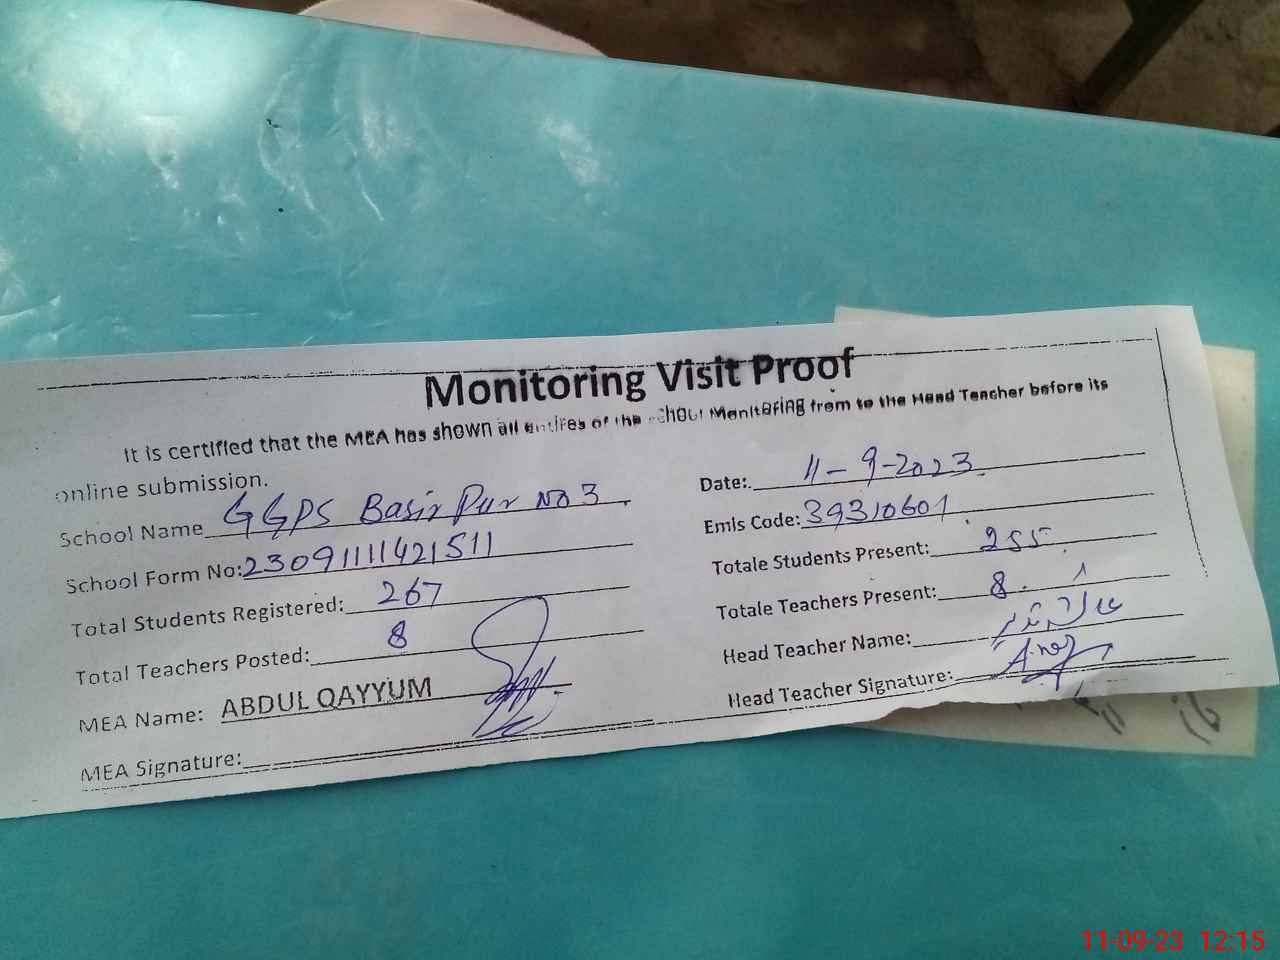 Monitoring Visit Proof
It is certified that the MEA has shown all entires of the school Monitoring from to the Head Teacher before its
online submission.
School Name GGPS Basir Pur No 3
Date: 11-9-2023
School Form No: 23091111421511
Emis Code: 39310601
Total Students Registered: 267
Totale Students Present: 255
Total Teachers Posted: 8
Totale Teachers Present: 8
MEA Name: ABDUL QAYYUM
Head Teacher Name:
MEA Signature:
Head Teacher Signature:
11-09-23 12:15